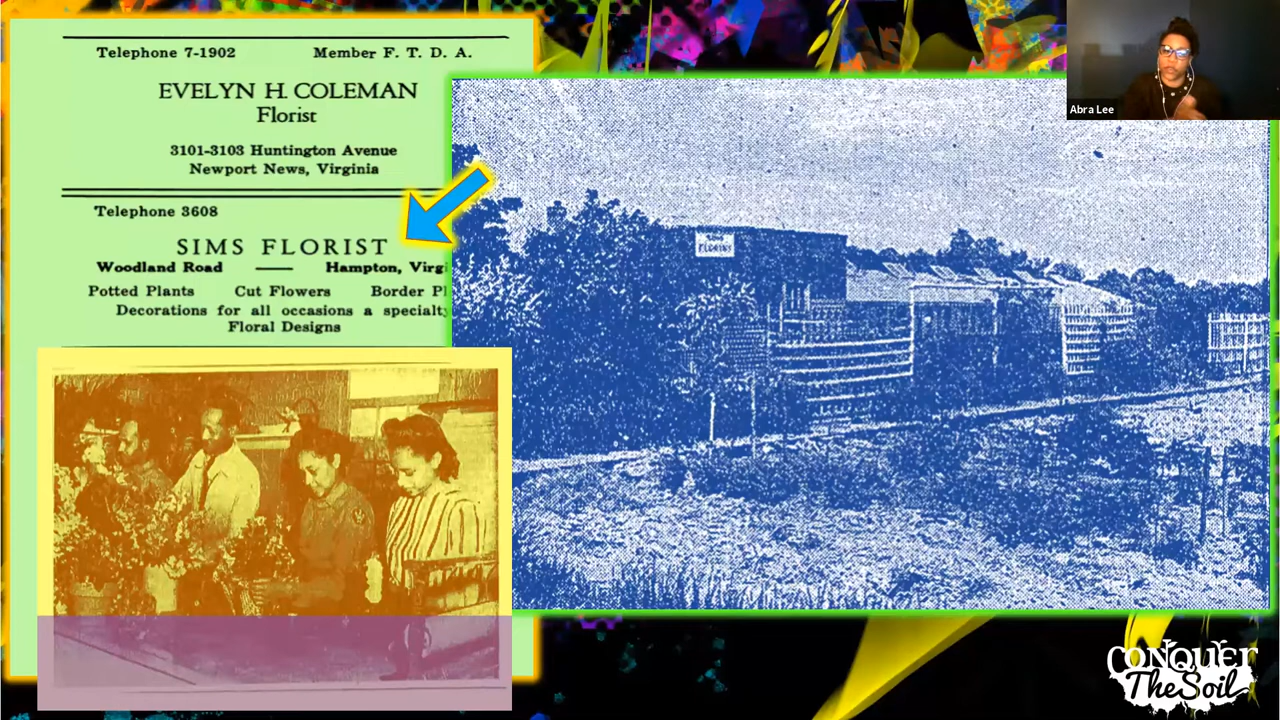 Telephone 7-1902 Member F. T. D. A.
EVELYN H. COLEMAN
Florist
3101-3103 Huntington Avenue
Newport News, Virginia
Telephone 3608
SIMS FLORIST
Woodland Road — Hampton, Virgi
Potted Plants Cut Flowers Border Pl
Decorations for all occasions a specialty
Floral Designs
FLORIST
Abra Lee
CONQUER
The Soil